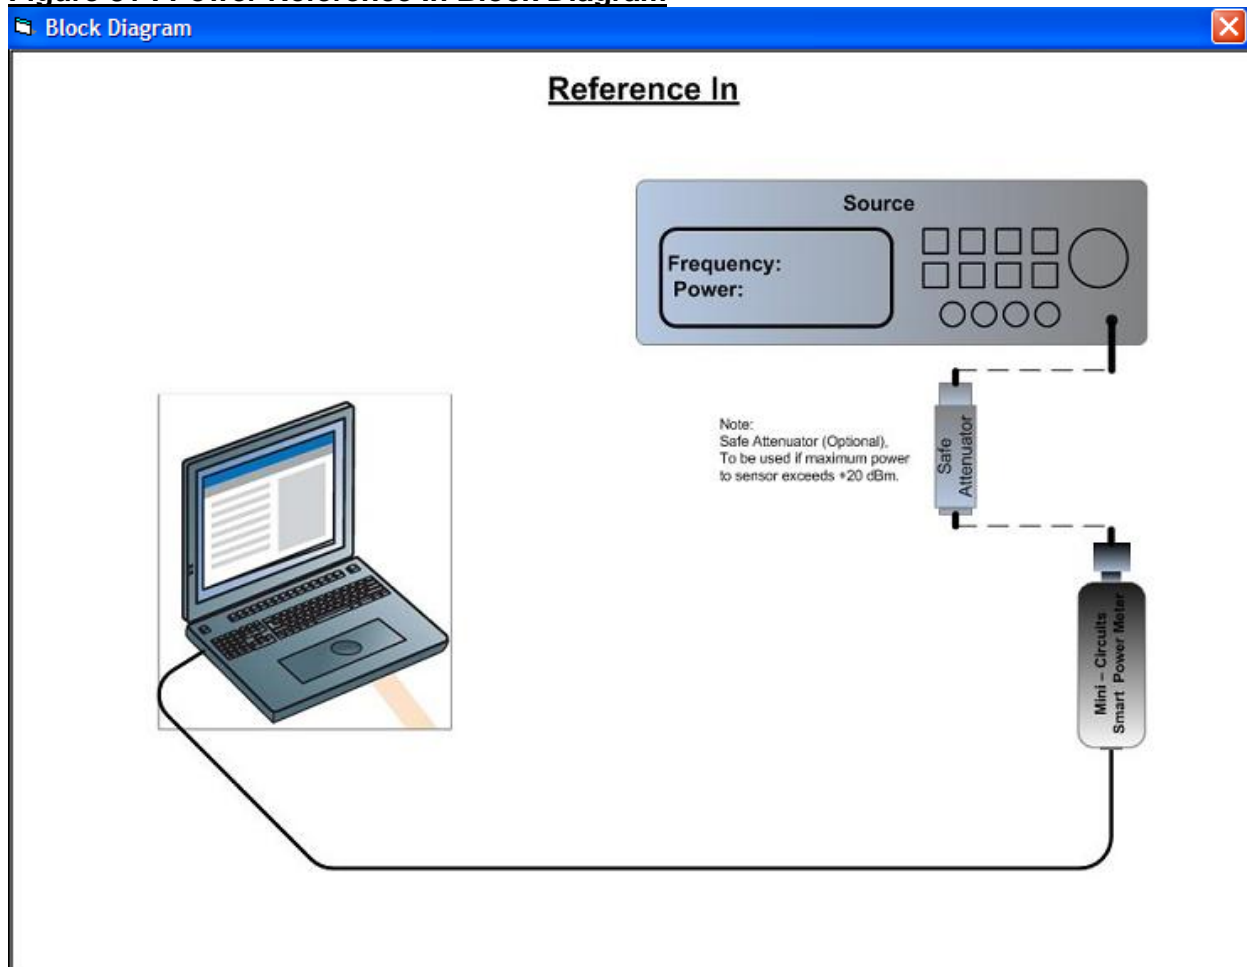 Block Diagram
Reference In
Source
Frequency:
Power:
Note:
Safe Attenuator (Optional),
To be used if maximum power
to sensor exceeds +20 dBm.
Safe
Attenuator
Mini – Circuits
Smart Power Meter